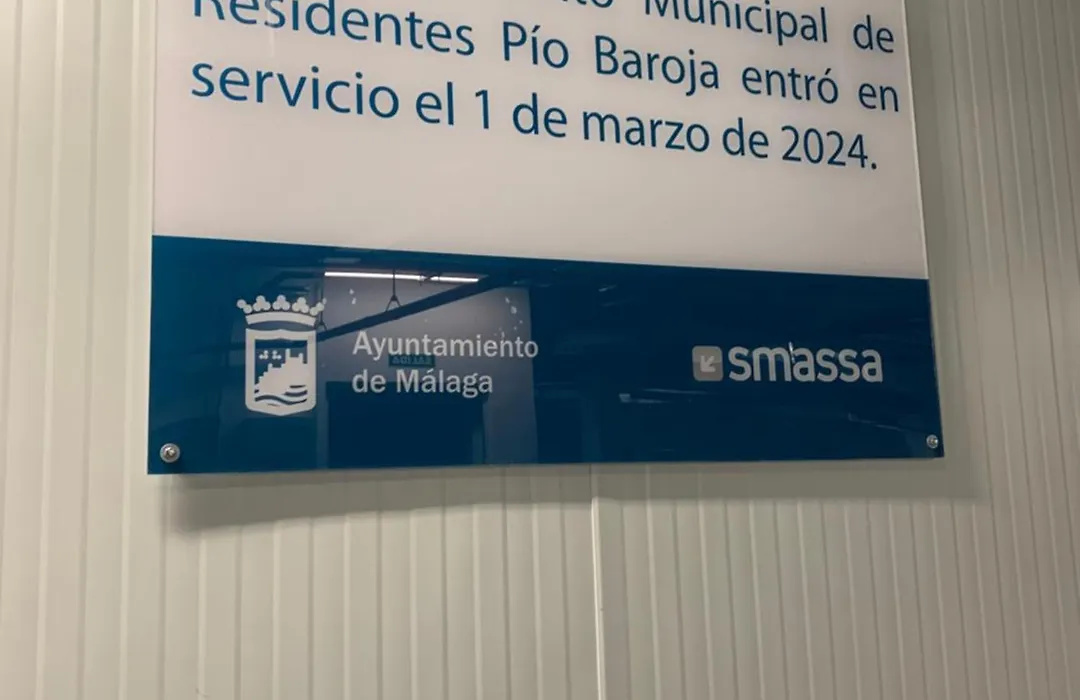 Municipal de
Residentes Pío Baroja entró en
servicio el 1 de marzo de 2024.
Ayuntamiento
de Málaga
smassa